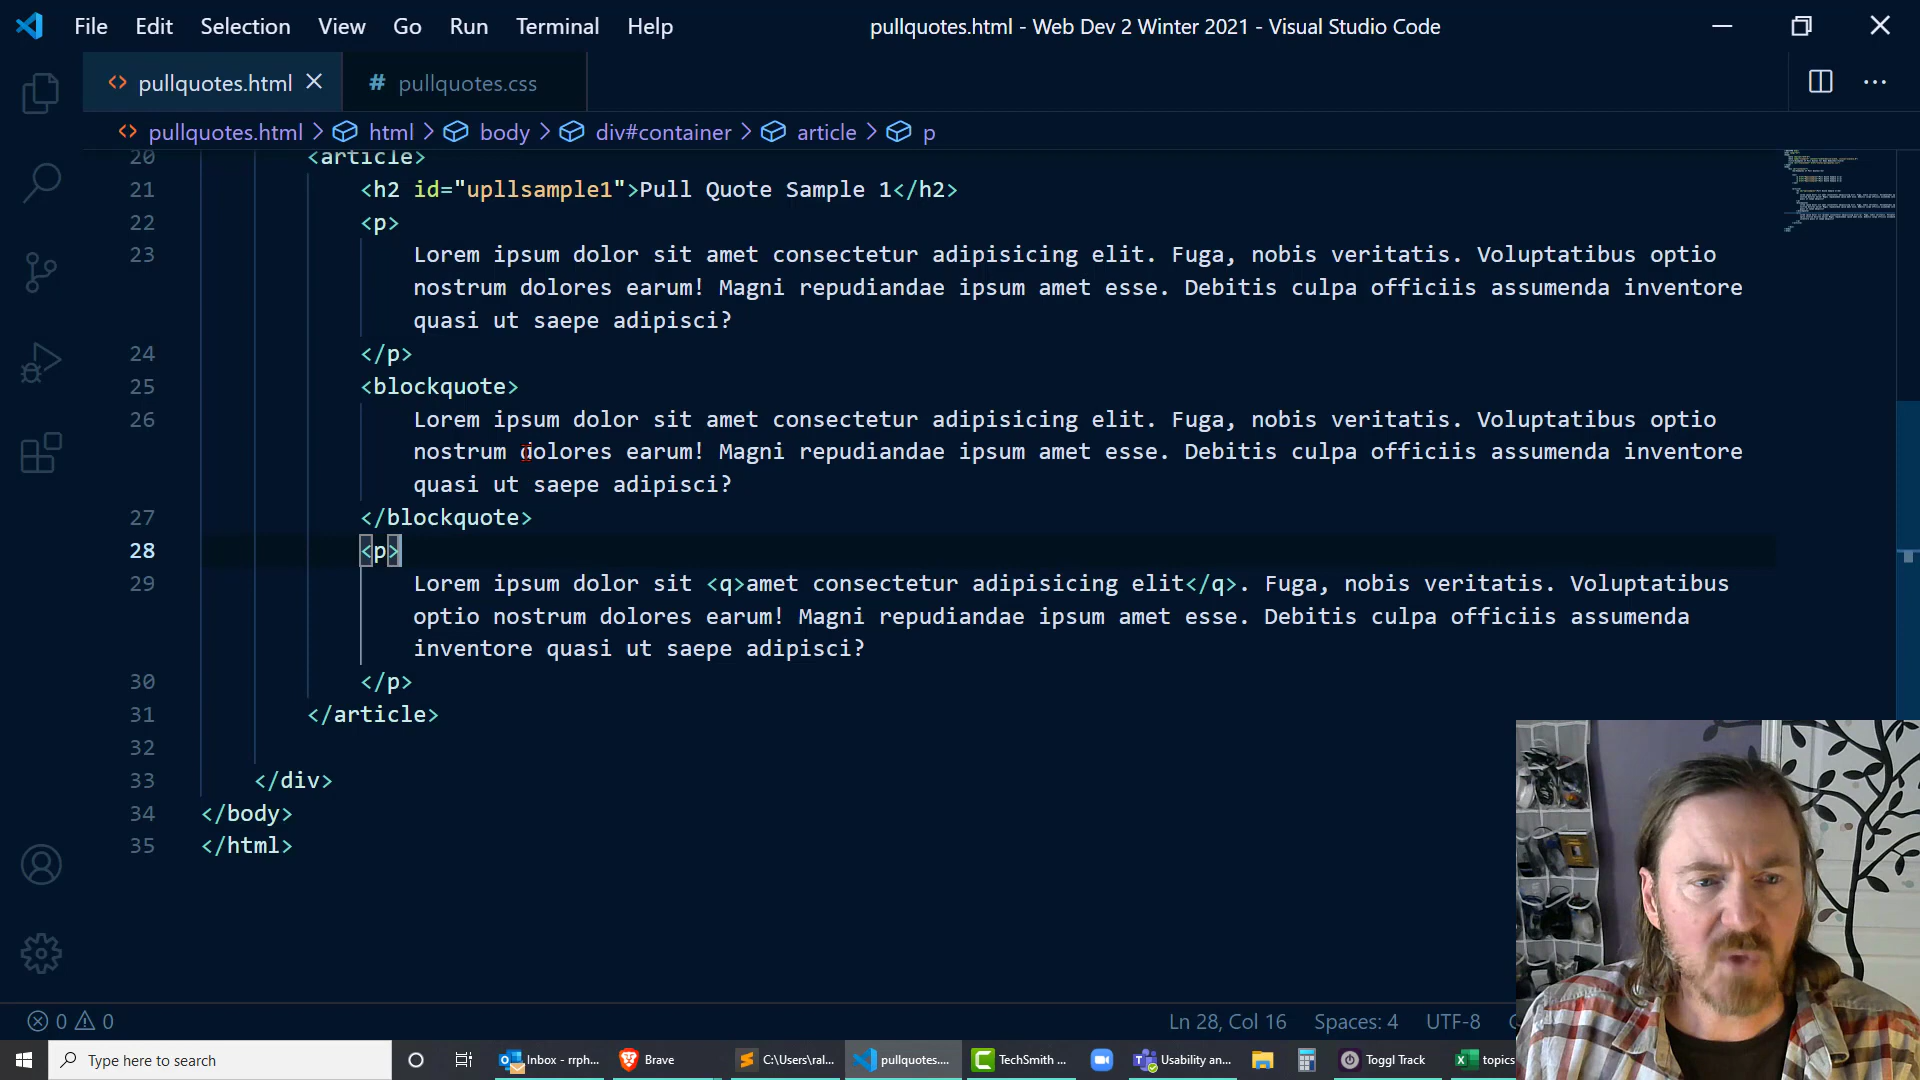 File Edit Selection View Go Run Terminal Help pullquotes.html - Web Dev 2 Winter 2021 - Visual Studio Code
pullquotes.html # pullquotes.css
pullquotes.html > html > body > div#container > article > p
20 <article>
21 <h2 id="upllsample1">Pull Quote Sample 1</h2>
22 <p>
23 Lorem ipsum dolor sit amet consectetur adipisicing elit. Fuga, nobis veritatis. Voluptatibus optio
nostrum dolores earum! Magni repudiandae ipsum amet esse. Debitis culpa officiis assumenda inventore
quasi ut saepe adipisci?
24 </p>
25 <blockquote>
26 Lorem ipsum dolor sit amet consectetur adipisicing elit. Fuga, nobis veritatis. Voluptatibus optio
nostrum dolores earum! Magni repudiandae ipsum amet esse. Debitis culpa officiis assumenda inventore
quasi ut saepe adipisci?
27 </blockquote>
28 <p>
29 Lorem ipsum dolor sit <q>amet consectetur adipisicing elit</q>. Fuga, nobis veritatis. Voluptatibus
optio nostrum dolores earum! Magni repudiandae ipsum amet esse. Debitis culpa officiis assumenda
inventore quasi ut saepe adipisci?
30 </p>
31 </article>
32
33 </div>
34 </body>
35 </html>
0 0 Ln 28, Col 16 Spaces: 4 UTF-8
Type here to search Inbox - rrph... Brave C:\Users\ral... pullquotes.... TechSmith ... Usability an... Toggl Track topics